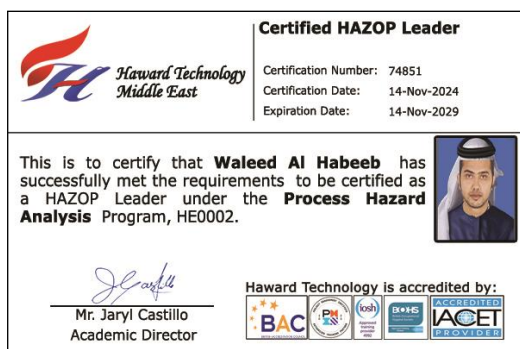 Certified HAZOP Leader
Haward Technology
Middle East
Certification Number: 74851
Certification Date: 14-Nov-2024
Expiration Date: 14-Nov-2029
This is to certify that Waleed Al Habeeb has
successfully met the requirements to be certified as
a HAZOP Leader under the Process Hazard
Analysis Program, HE0002.
Mr. Jaryl Castillo
Academic Director
Haward Technology is accredited by:
BAC
PM
iosh
BOHS
ACCREDITED
IACET
PROVIDER